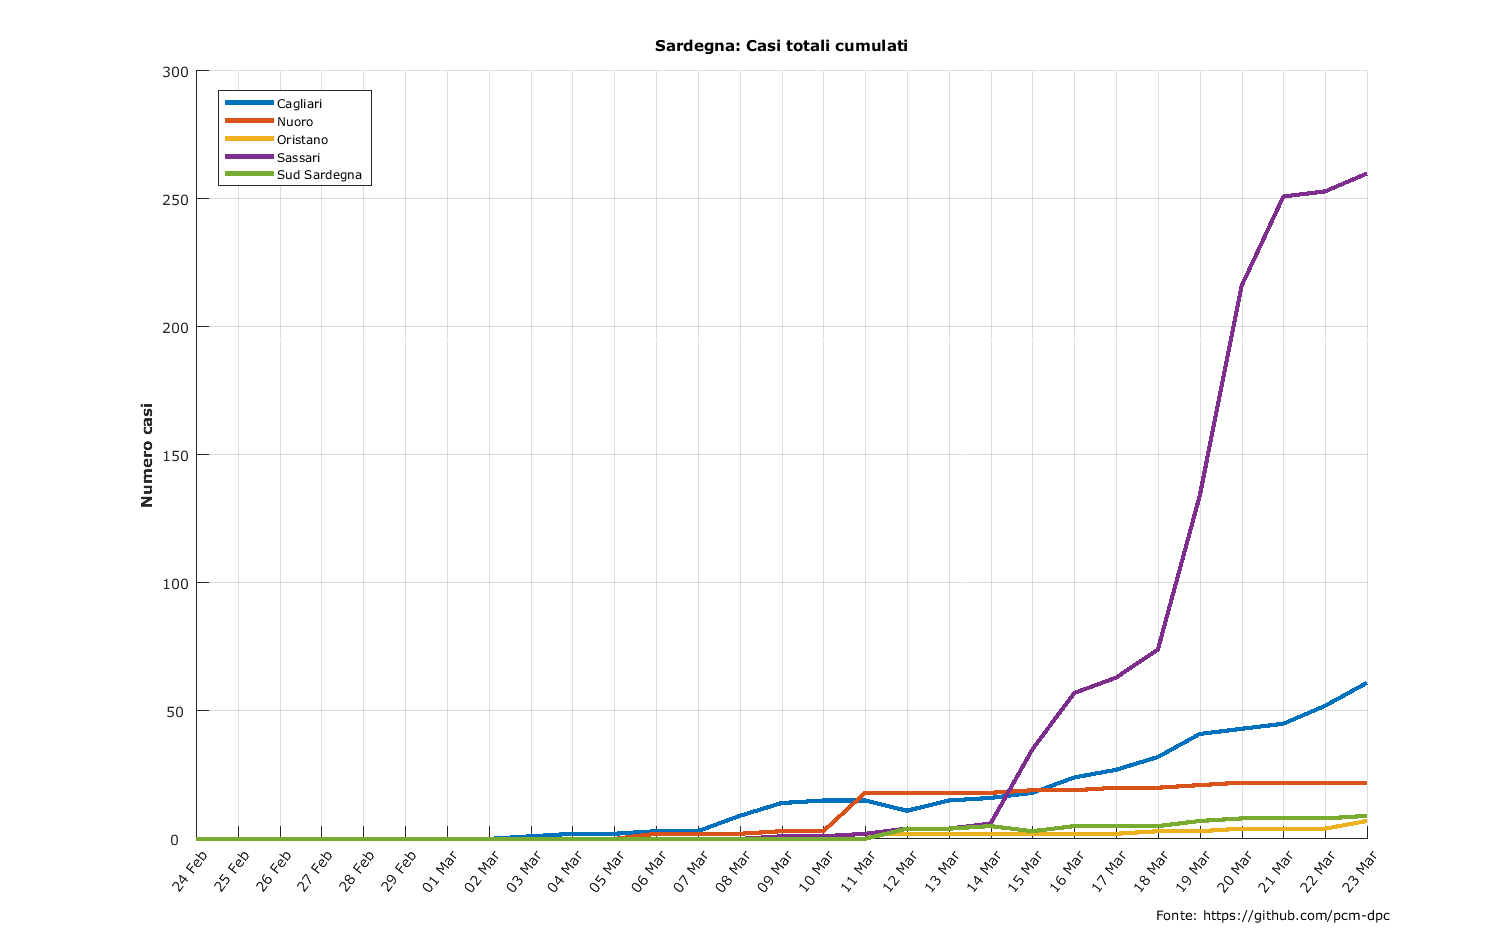 Sardegna: Casi totali cumulati
300
250
200
150
100
50
0
Numero casi
Cagliari
Nuoro
Oristano
Sassari
Sud Sardegna
24 Feb
25 Feb
26 Feb
27 Feb
28 Feb
29 Feb
01 Mar
02 Mar
03 Mar
04 Mar
05 Mar
06 Mar
07 Mar
08 Mar
09 Mar
10 Mar
11 Mar
12 Mar
13 Mar
14 Mar
15 Mar
16 Mar
17 Mar
18 Mar
19 Mar
20 Mar
21 Mar
22 Mar
23 Mar
Fonte: https://github.com/pcm-dpc